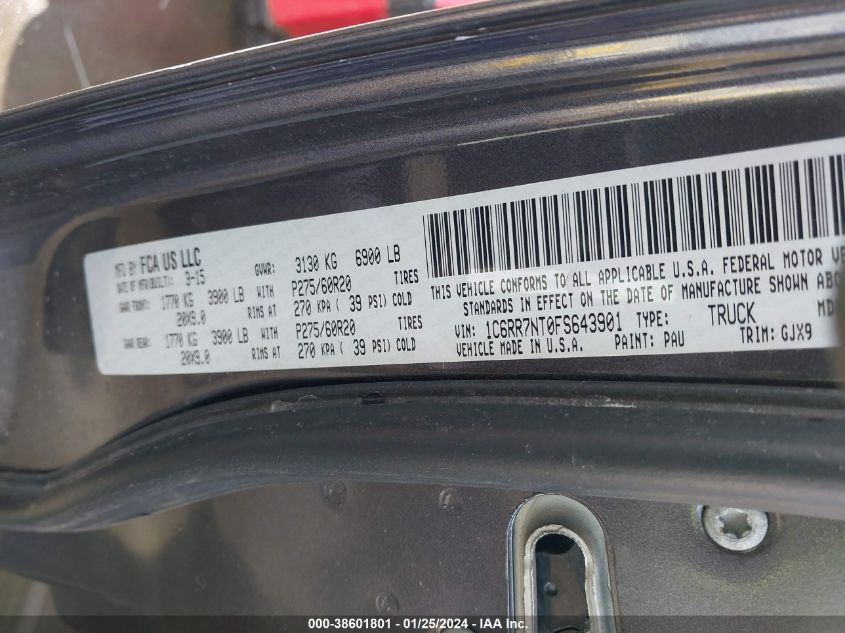 MFD BY FCA US LLC
DATE OF MFR(BUILT): 3-15 GVWR: 3130 KG 6900 LB
GAWR FRONT: 1770 KG 3900 LB WITH P275/60R20 TIRES
20X9.0 RIMS AT 270 KPA ( 39 PSI) COLD
GAWR REAR: 1770 KG 3900 LB WITH P275/60R20 TIRES
20X9.0 RIMS AT 270 KPA ( 39 PSI) COLD
THIS VEHICLE CONFORMS TO ALL APPLICABLE U.S.A. FEDERAL MOTOR VE
STANDARDS IN EFFECT ON THE DATE OF MANUFACTURE SHOWN ABO
VIN: 1C6RR7NT0FS643901 TYPE: TRUCK MD
VEHICLE MADE IN U.S.A. PAINT: PAU TRIM: GJX9
000-38601801 - 01/25/2024 - IAA Inc.